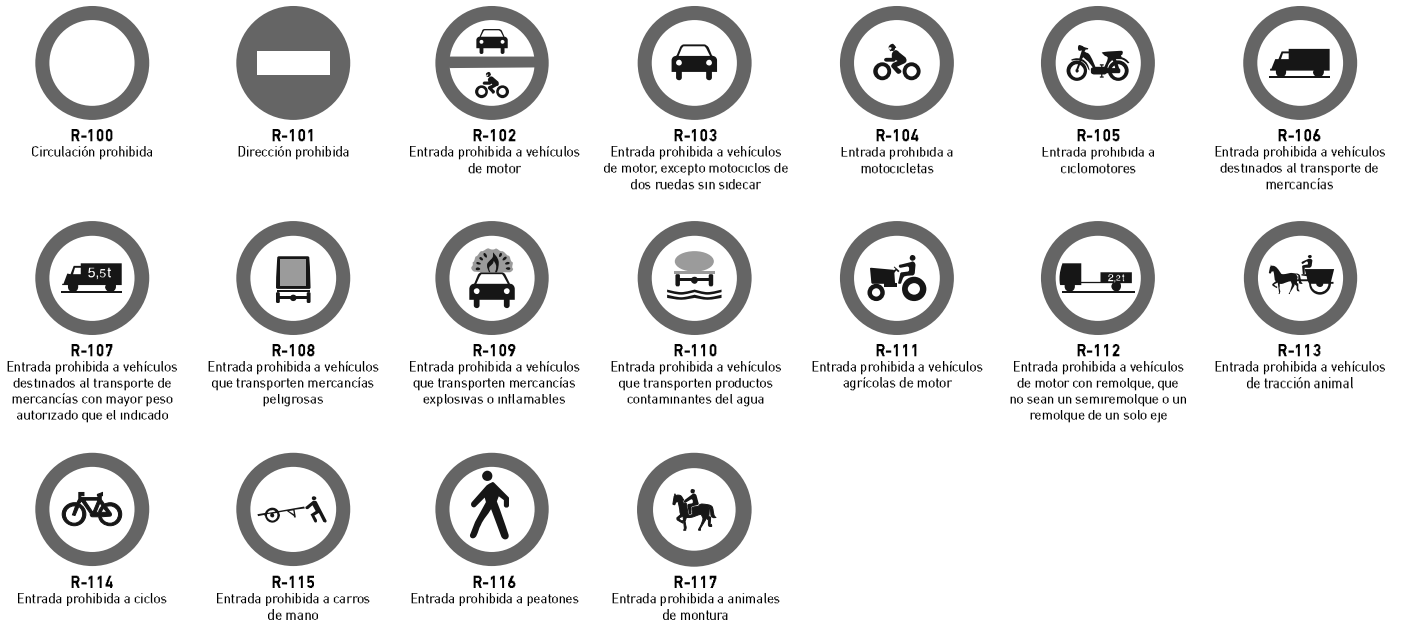 R-100
Circulación prohibida
R-101
Dirección prohibida
R-102
Entrada prohibida a vehículos
de motor
R-103
Entrada prohibida a vehículos
de motor, excepto motociclos de
dos ruedas sin sidecar
R-104
Entrada prohibida a
motocicletas
R-105
Entrada prohibida a
ciclomotores
R-106
Entrada prohibida a vehículos
destinados al transporte de
mercancías
5,5t
R-107
Entrada prohibida a vehículos
destinados al transporte de
mercancías con mayor peso
autorizado que el indicado
R-108
Entrada prohibida a vehículos
que transporten mercancías
peligrosas
R-109
Entrada prohibida a vehículos
que transporten mercancías
explosivas o inflamables
R-110
Entrada prohibida a vehículos
que transporten productos
contaminantes del agua
R-111
Entrada prohibida a vehículos
agrícolas de motor
2,2t
R-112
Entrada prohibida a vehículos
de motor con remolque, que
no sean un semiremolque o un
remolque de un solo eje
R-113
Entrada prohibida a vehículos
de tracción animal
R-114
Entrada prohibida a ciclos
R-115
Entrada prohibida a carros
de mano
R-116
Entrada prohibida a peatones
R-117
Entrada prohibida a animales
de montura